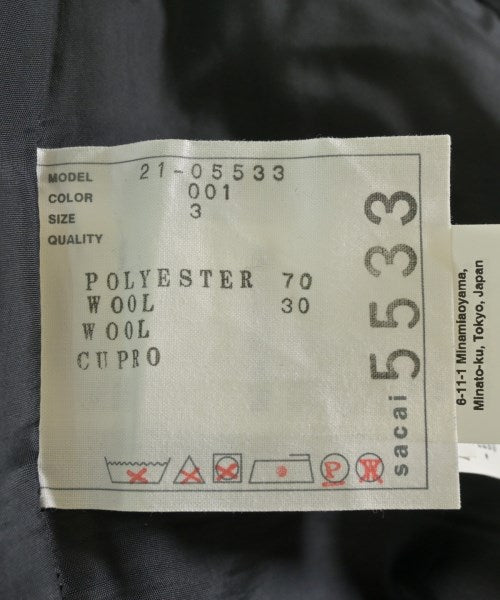 MODEL 21-05533
COLOR 001
SIZE 3
QUALITY
POLYESTER 70
WOOL 30
WOOL
CUPRO
P
W
sacai 5533
6-11-1 Minamiaoyama,
Minato-ku, Tokyo, Japan